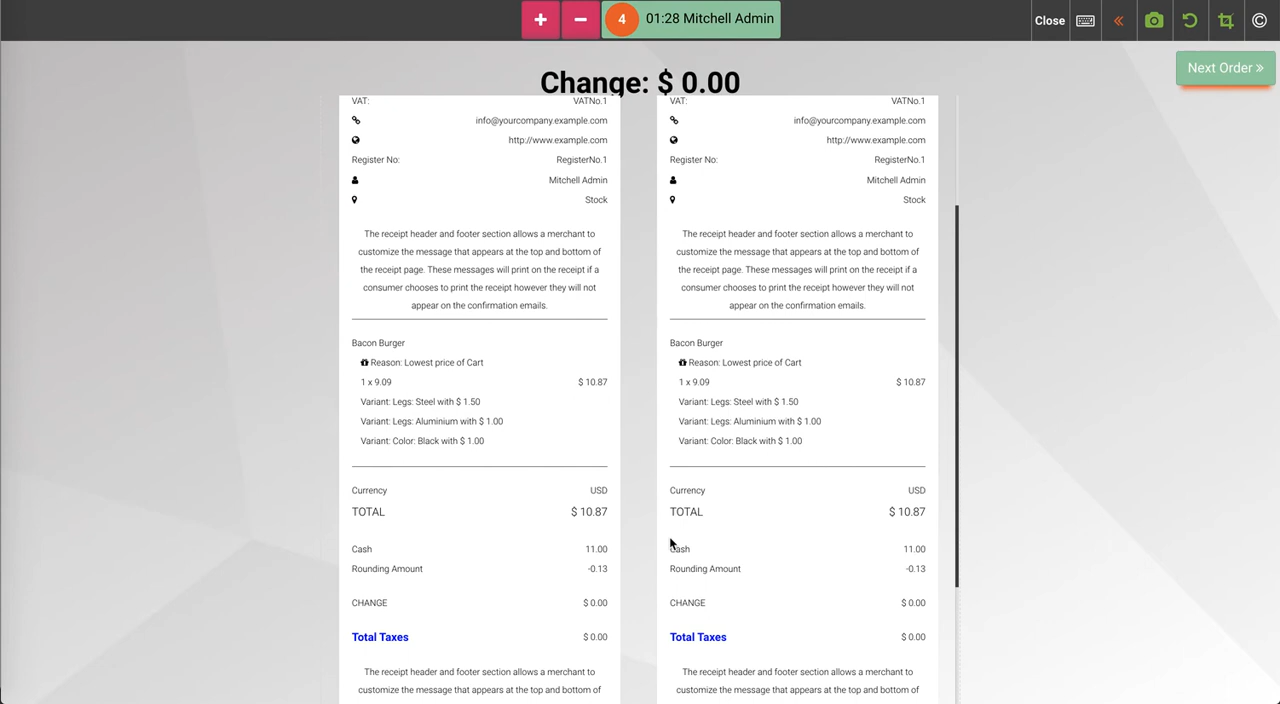 +
−
4
01:28 Mitchell Admin
Close
Next Order »
Change: $ 0.00
VAT: VATNo.1
info@yourcompany.example.com
http://www.example.com
Register No: RegisterNo.1
Mitchell Admin
Stock
The receipt header and footer section allows a merchant to
customize the message that appears at the top and bottom of
the receipt page. These messages will print on the receipt if a
consumer chooses to print the receipt however they will not
appear on the confirmation emails.
Bacon Burger
Reason: Lowest price of Cart
1 x 9.09 $ 10.87
Variant: Legs: Steel with $ 1.50
Variant: Legs: Aluminium with $ 1.00
Variant: Color: Black with $ 1.00
Currency USD
TOTAL $ 10.87
Cash 11.00
Rounding Amount -0.13
CHANGE $ 0.00
Total Taxes $ 0.00
The receipt header and footer section allows a merchant to
customize the message that appears at the top and bottom of
VAT: VATNo.1
info@yourcompany.example.com
http://www.example.com
Register No: RegisterNo.1
Mitchell Admin
Stock
The receipt header and footer section allows a merchant to
customize the message that appears at the top and bottom of
the receipt page. These messages will print on the receipt if a
consumer chooses to print the receipt however they will not
appear on the confirmation emails.
Bacon Burger
Reason: Lowest price of Cart
1 x 9.09 $ 10.87
Variant: Legs: Steel with $ 1.50
Variant: Legs: Aluminium with $ 1.00
Variant: Color: Black with $ 1.00
Currency USD
TOTAL $ 10.87
Cash 11.00
Rounding Amount -0.13
CHANGE $ 0.00
Total Taxes $ 0.00
The receipt header and footer section allows a merchant to
customize the message that appears at the top and bottom of